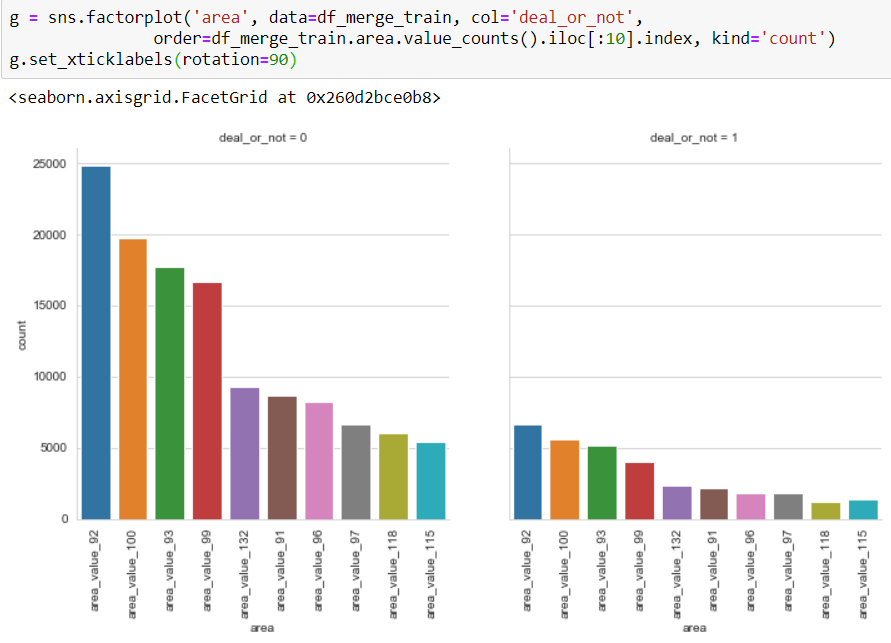 g = sns.factorplot('area', data=df_merge_train, col='deal_or_not',
order=df_merge_train.area.value_counts().iloc[:10].index, kind='count')
g.set_xticklabels(rotation=90)
<seaborn.axisgrid.FacetGrid at 0x260d2bce0b8>
deal_or_not = 0
deal_or_not = 1
25000
20000
15000
10000
5000
0
count
area_value_92
area_value_100
area_value_93
area_value_99
area_value_132
area_value_91
area_value_96
area_value_97
area_value_118
area_value_115
area
area_value_92
area_value_100
area_value_93
area_value_99
area_value_132
area_value_91
area_value_96
area_value_97
area_value_118
area_value_115
area